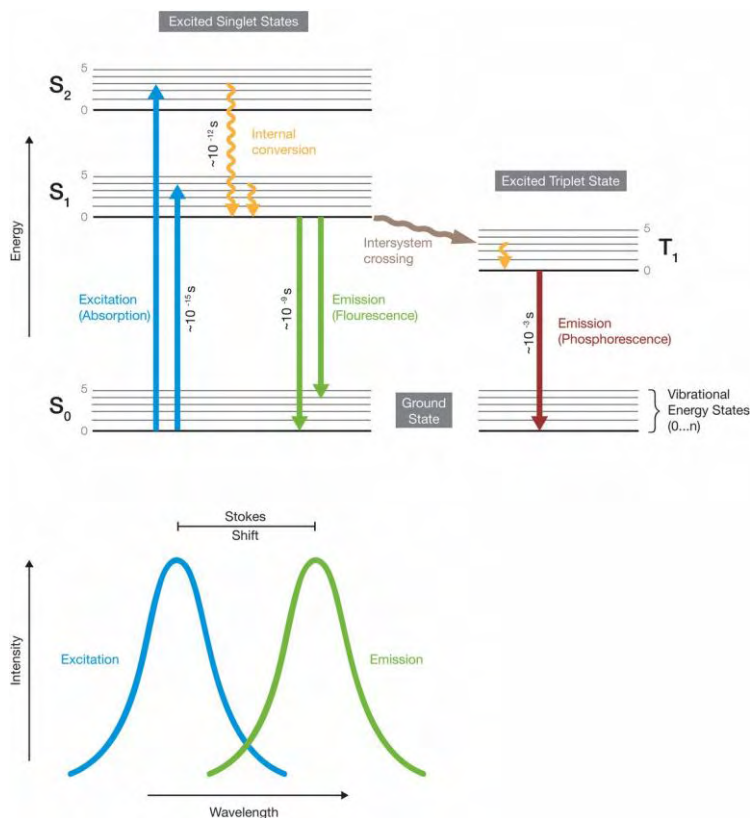 Excited Singlet States
S2
5
0
~10 -12 s
Internal
conversion
S1
5
0
Energy
Excited Triplet State
5
T1
0
Intersystem
crossing
Excitation
(Absorption)
~10 -15 s
~10 -9 s
Emission
(Flourescence)
~10 -3 s
Emission
(Phosphorescence)
S0
5
0
Ground
State
Vibrational
Energy States
(0...n)
Stokes
Shift
Intensity
Excitation
Emission
Wavelength